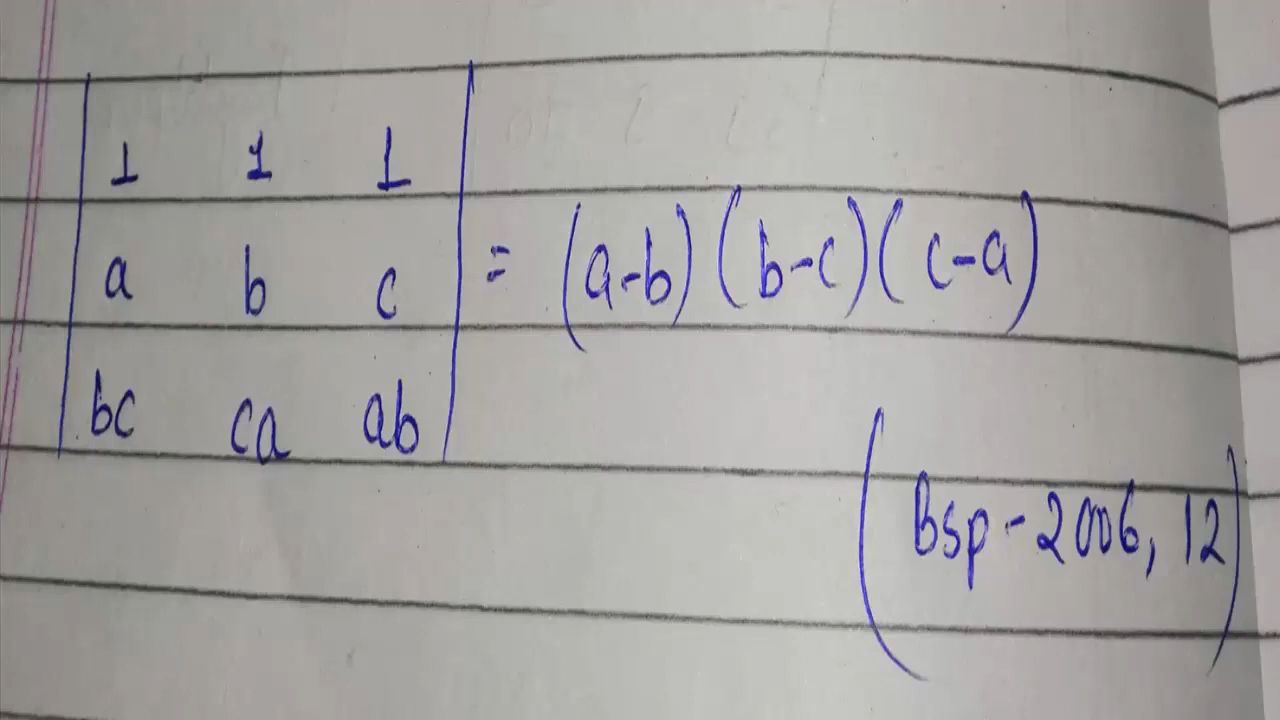 | 1 1 1 |
| a b c | = (a-b) (b-c) (c-a)
| bc ca ab |
(Bsp - 2006, 12)